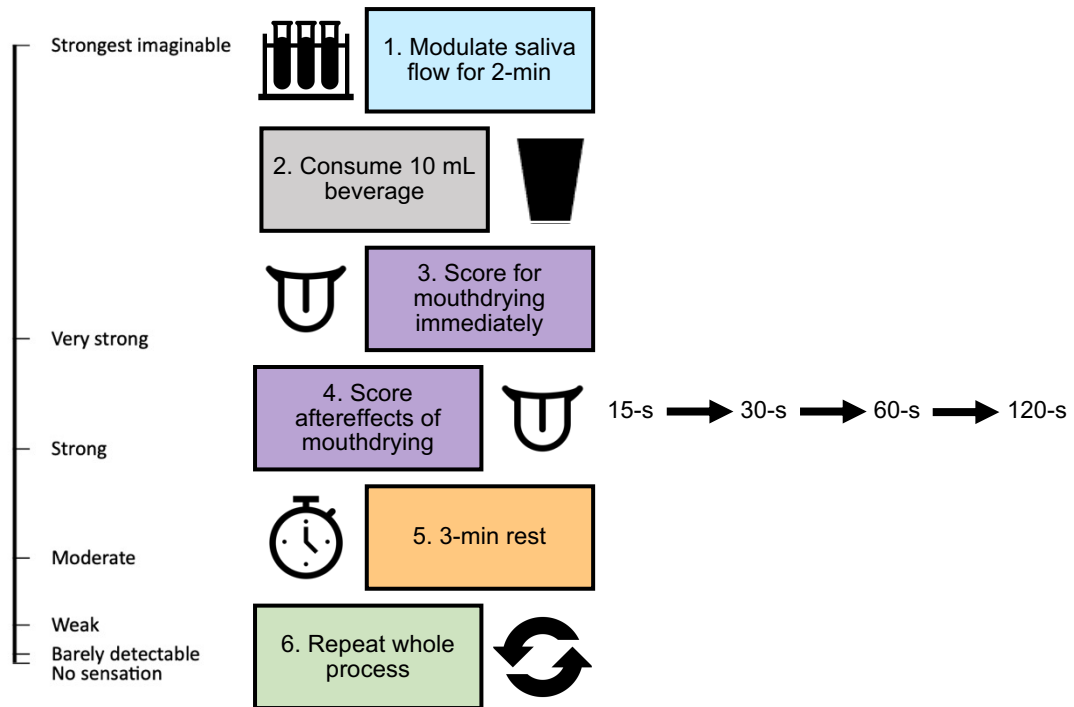 Strongest imaginable
Very strong
Strong
Moderate
Weak
Barely detectable
No sensation
1. Modulate saliva
flow for 2-min
2. Consume 10 mL
beverage
3. Score for
mouthdrying
immediately
4. Score
aftereffects of
mouthdrying
15-s
30-s
60-s
120-s
5. 3-min rest
6. Repeat whole
process